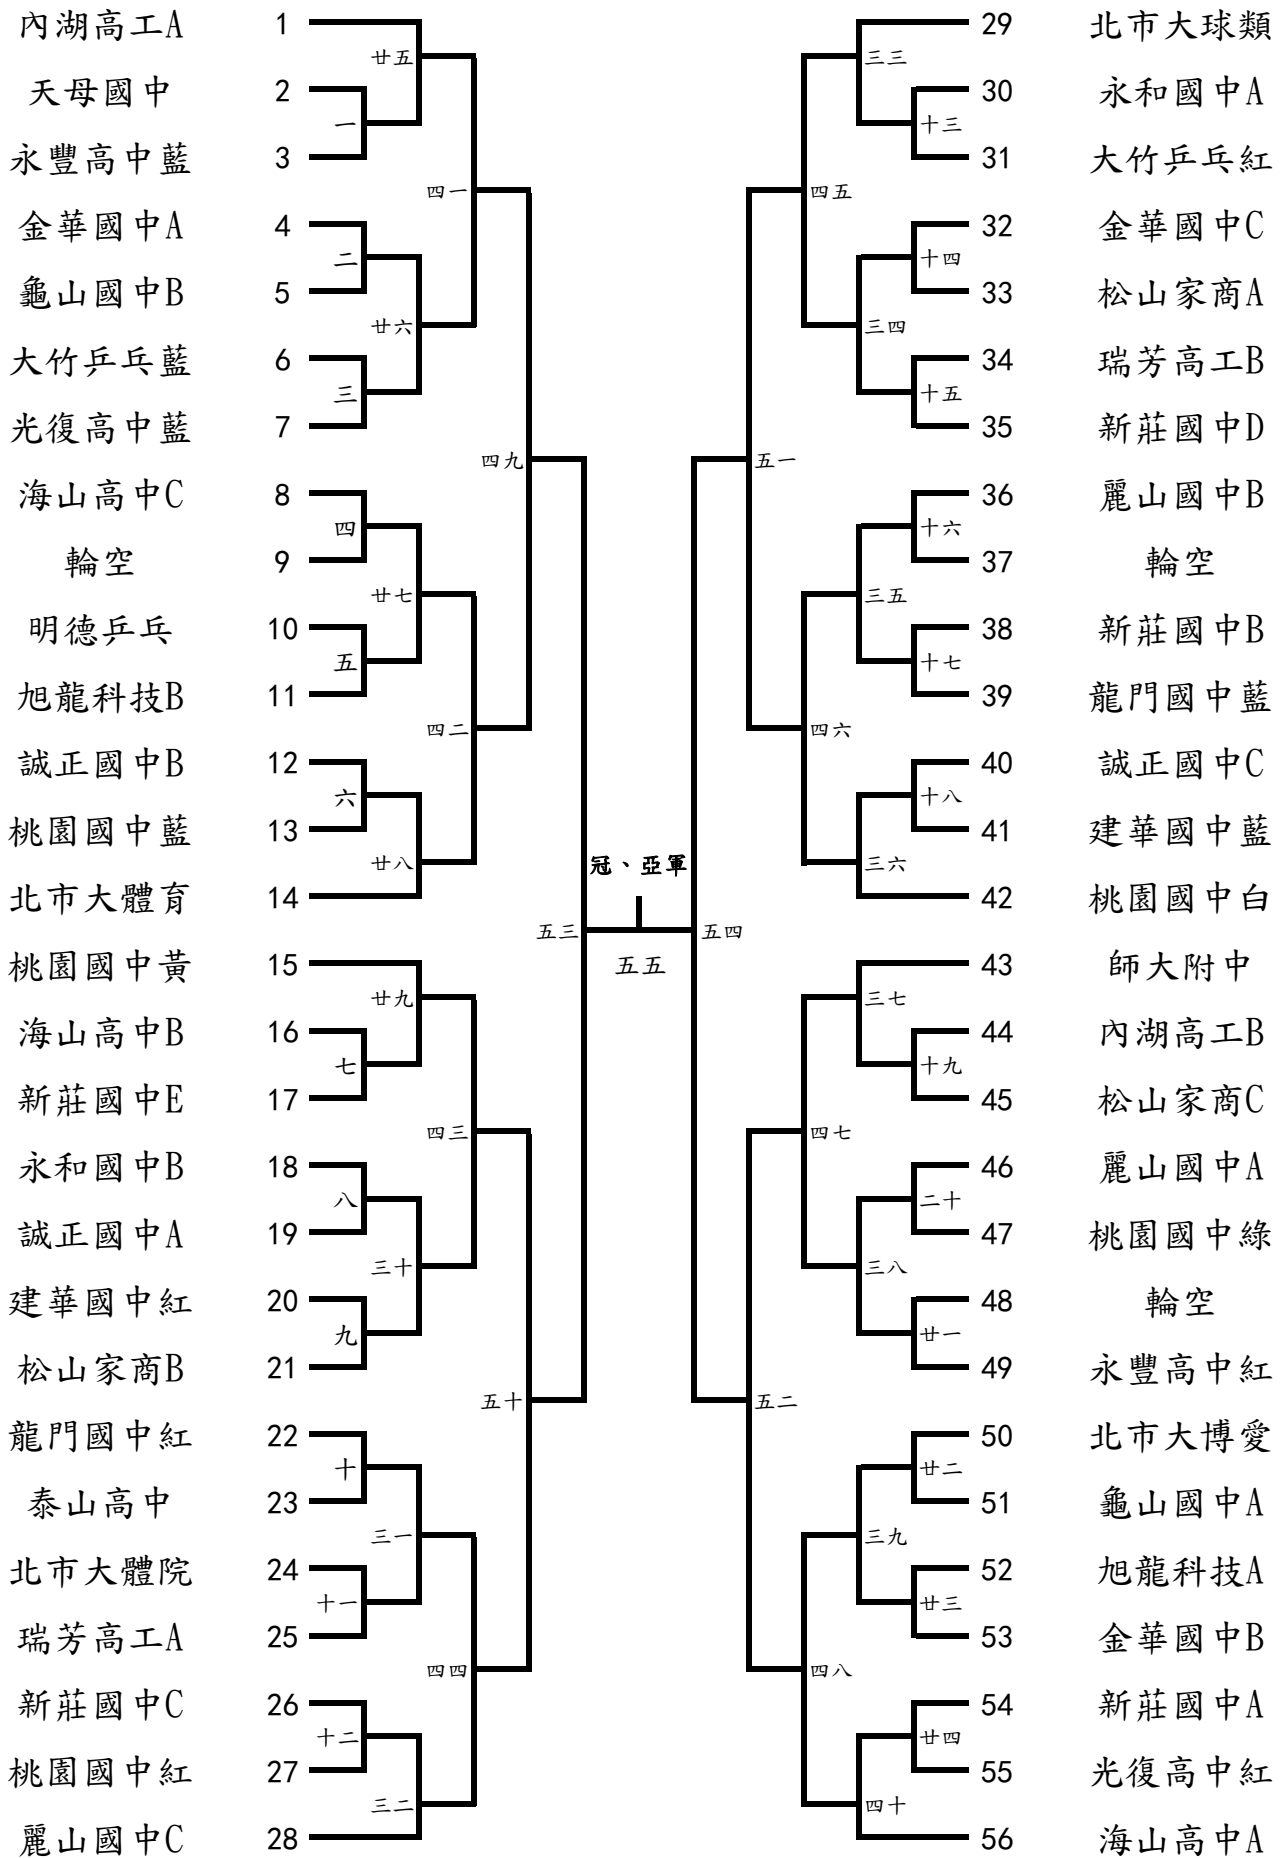 內湖高工A 1
廿五
天母國中 2
一
永豐高中藍 3
四一
金華國中A 4
二
龜山國中B 5
廿六
大竹乒乓藍 6
三
光復高中藍 7
四九
海山高中C 8
四
輪空 9
廿七
明德乒乓 10
五
旭龍科技B 11
四二
誠正國中B 12
六
桃園國中藍 13
廿八
北市大體育 14
五三
桃園國中黃 15
廿九
海山高中B 16
七
新莊國中E 17
四三
永和國中B 18
八
誠正國中A 19
三十
建華國中紅 20
九
松山家商B 21
五十
龍門國中紅 22
十
泰山高中 23
三一
北市大體院 24
十一
瑞芳高工A 25
四四
新莊國中C 26
十二
桃園國中紅 27
三二
麗山國中C 28
冠、亞軍
五五
29 北市大球類
三三
30 永和國中A
十三
31 大竹乒乓紅
四五
32 金華國中C
十四
33 松山家商A
三四
34 瑞芳高工B
十五
35 新莊國中D
五一
36 麗山國中B
十六
37 輪空
三五
38 新莊國中B
十七
39 龍門國中藍
四六
40 誠正國中C
十八
41 建華國中藍
三六
42 桃園國中白
五四
43 師大附中
三七
44 內湖高工B
十九
45 松山家商C
四七
46 麗山國中A
二十
47 桃園國中綠
三八
48 輪空
廿一
49 永豐高中紅
五二
50 北市大博愛
廿二
51 龜山國中A
三九
52 旭龍科技A
廿三
53 金華國中B
四八
54 新莊國中A
廿四
55 光復高中紅
四十
56 海山高中A